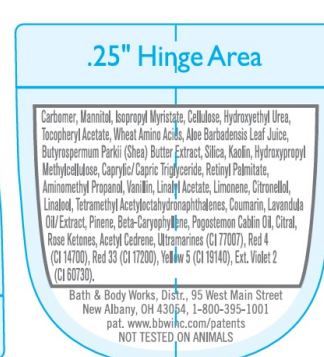 .25" Hinge Area
Carbomer, Mannitol, Isopropyl Myristate, Cellulose, Hydroxyethyl Urea,
Tocopheryl Acetate, Wheat Amino Acids, Aloe Barbadensis Leaf Juice,
Butyrospermum Parkii (Shea) Butter Extract, Silica, Kaolin, Hydroxypropyl
Methylcellulose, Caprylic/Capric Triglyceride, Retinyl Palmitate,
Aminomethyl Propanol, Vanillin, Linalyl Acetate, Limonene, Citronellol,
Linalool, Tetramethyl Acetyloctahydronaphthalenes, Coumarin, Lavandula
Oil/Extract, Pinene, Beta-Caryophyllene, Pogostemon Cablin Oil, Citral,
Rose Ketones, Acetyl Cedrene, Ultramarines (CI 77007), Red 4
(CI 14700), Red 33 (CI 17200), Yellow 5 (CI 19140), Ext. Violet 2
(CI 60730).
Bath & Body Works, Distr., 95 West Main Street
New Albany, OH 43054, 1-800-395-1001
pat. www.bbwinc.com/patents
NOT TESTED ON ANIMALS